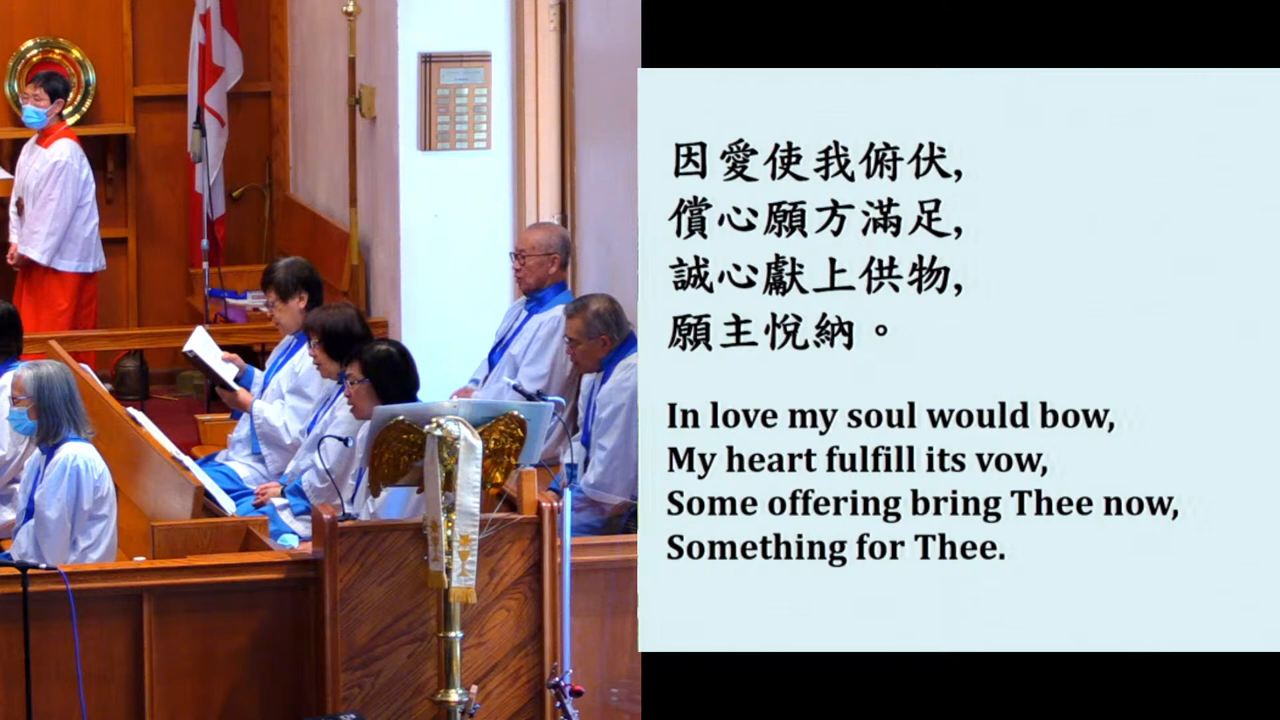 因愛使我俯伏,
償心願方滿足,
誠心獻上供物,
願主悅納。
In love my soul would bow,
My heart fulfill its vow,
Some offering bring Thee now,
Something for Thee.